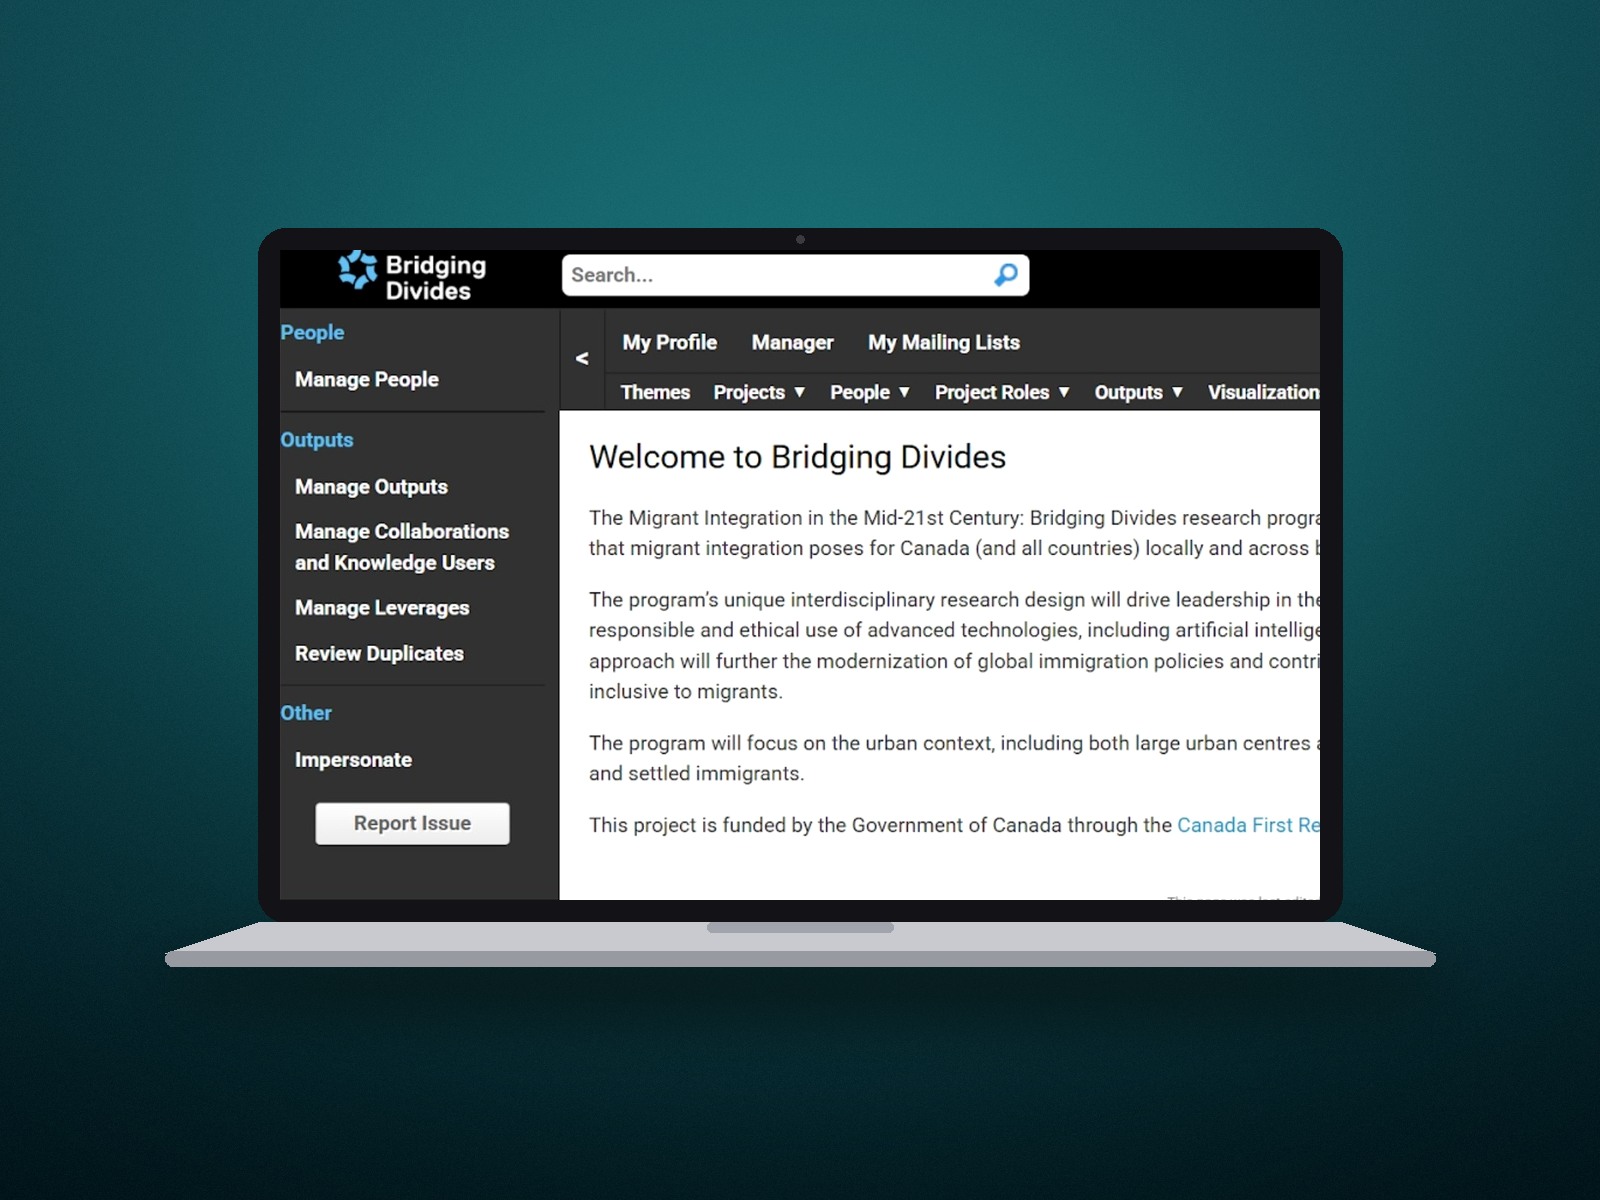 Bridging
Divides
Search...
People
Manage People
Outputs
Manage Outputs
Manage Collaborations
and Knowledge Users
Manage Leverages
Review Duplicates
Other
Impersonate
Report Issue
<
My Profile Manager My Mailing Lists
Themes Projects ▼ People ▼ Project Roles ▼ Outputs ▼ Visualization
Welcome to Bridging Divides
The Migrant Integration in the Mid-21st Century: Bridging Divides research progra
that migrant integration poses for Canada (and all countries) locally and across
The program’s unique interdisciplinary research design will drive leadership in the
responsible and ethical use of advanced technologies, including artificial intellige
approach will further the modernization of global immigration policies and contri
inclusive to migrants.
The program will focus on the urban context, including both large urban centres
and settled immigrants.
This project is funded by the Government of Canada through the Canada First Re